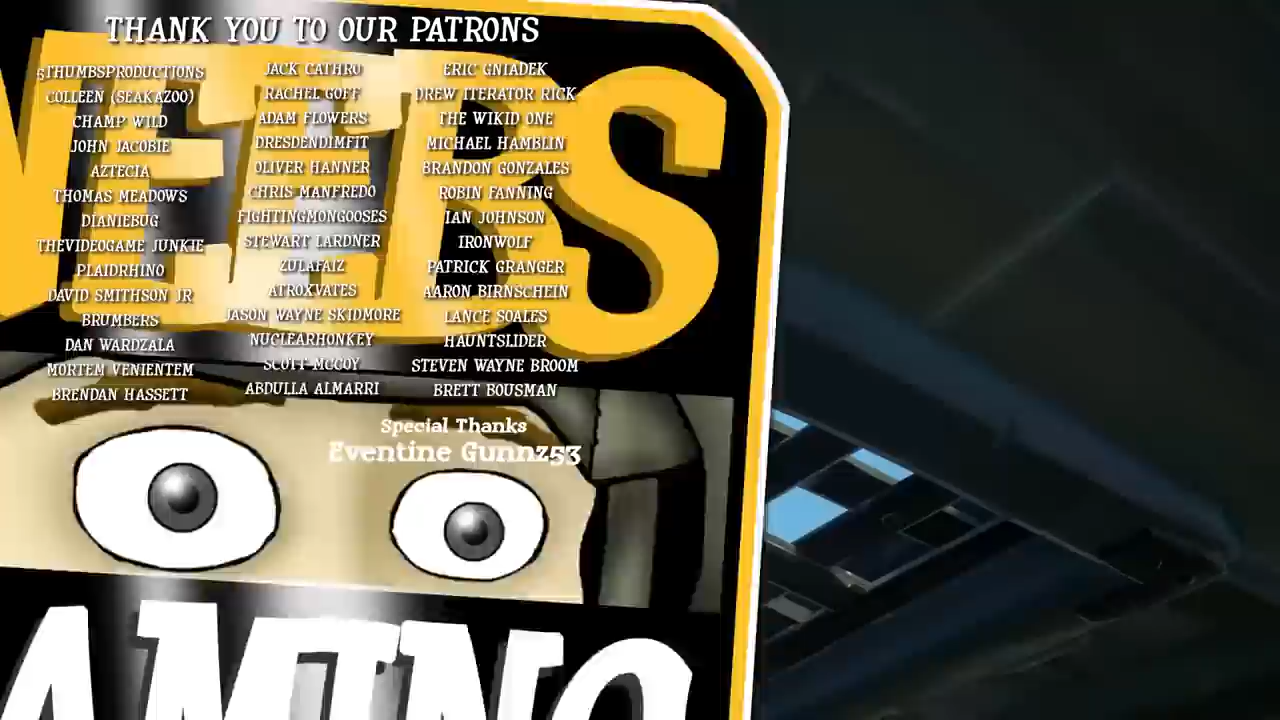 THANK YOU TO OUR PATRONS
5THUMBSPRODUCTIONS
COLLEEN (SEAKAZOO)
CHAMP WILD
JOHN JACOBIE
AZTECIA
THOMAS MEADOWS
DIANIEBUG
THEVIDEOGAME JUNKIE
PLAIDRHINO
DAVID SMITHSON JR
BRUMBERS
DAN WARDZALA
MORTEM VENIENTEM
BRENDAN HASSETT
JACK CATHRO
RACHEL GOFF
ADAM FLOWERS
DRESDENDIMFIT
OLIVER HANNER
CHRIS MANFREDO
FIGHTINGMONGOOSES
STEWART LARDNER
ZULAFAIZ
ATROXVATES
JASON WAYNE SKIDMORE
NUCLEARHONKEY
SCOTT MCCOY
ABDULLA ALMARRI
ERIC GNIADEK
DREW ITERATOR RICK
THE WIKID ONE
MICHAEL HAMBLIN
BRANDON GONZALES
ROBIN FANNING
IAN JOHNSON
IRONWOLF
PATRICK GRANGER
AARON BIRNSCHEIN
LANCE SOALES
HAUNTSLIDER
STEVEN WAYNE BROOM
BRETT BOUSMAN
Special Thanks
Eventine Gunnz53